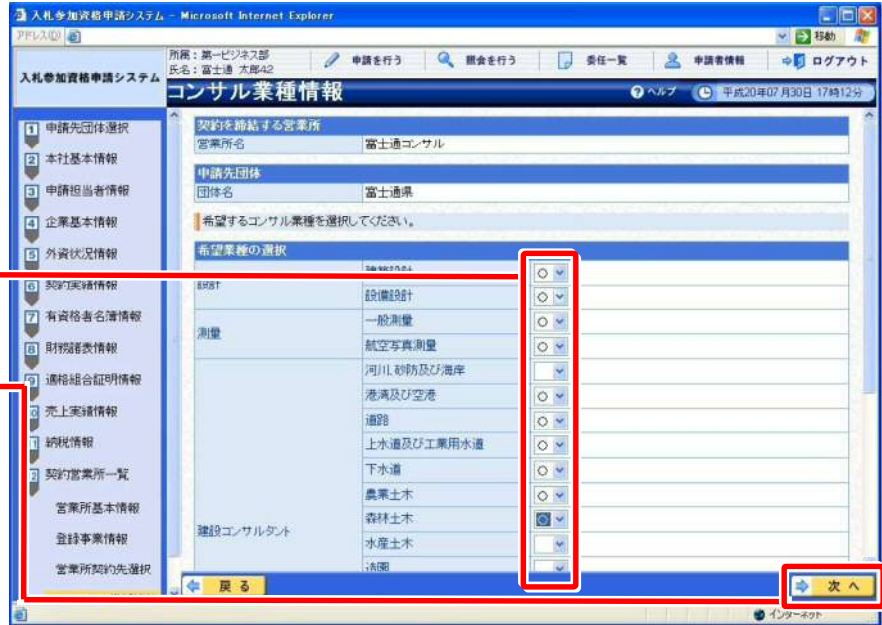 入札参加資格申請システム - Microsoft Internet Explorer
アドレス(D)
移動
入札参加資格申請システム
所属:第一ビジネス部
氏名:富士通 太郎42
申請を行う
照会を行う
委任一覧
申請者情報
ログアウト
コンサル業種情報
ヘルプ
平成20年07月30日 17時12分
1 申請先団体選択
2 本社基本情報
3 申請担当者情報
4 企業基本情報
5 外資状況情報
6 契約実績情報
7 有資格者名簿情報
8 財務諸表情報
9 適格組合証明情報
売上実績情報
納税情報
契約営業所一覧
営業所基本情報
登録事業情報
営業所契約先選択
契約を締結する営業所
営業所名 富士通コンサル
申請先団体
団体名 富士通県
希望するコンサル業種を選択してください。
希望業種の選択
設計
建築設計 ○
設備設計 ○
測量
一般測量 ○
航空写真測量 ○
建設コンサルタント
河川、砂防及び海岸
港湾及び空港 ○
道路 ○
上水道及び工業用水道 ○
下水道 ○
農業土木 ○
森林土木 ○
水産土木
造園
戻る
次へ
インターネット